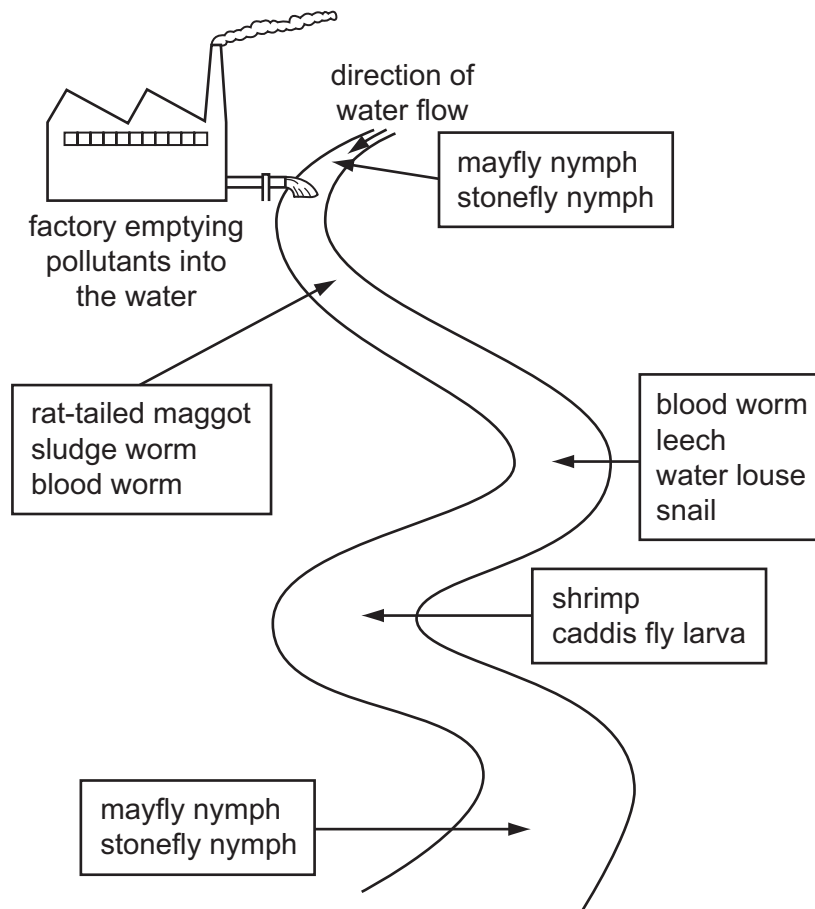 direction of
water flow
mayfly nymph
stonefly nymph
factory emptying
pollutants into
the water
rat-tailed maggot
sludge worm
blood worm
blood worm
leech
water louse
snail
shrimp
caddis fly larva
mayfly nymph
stonefly nymph